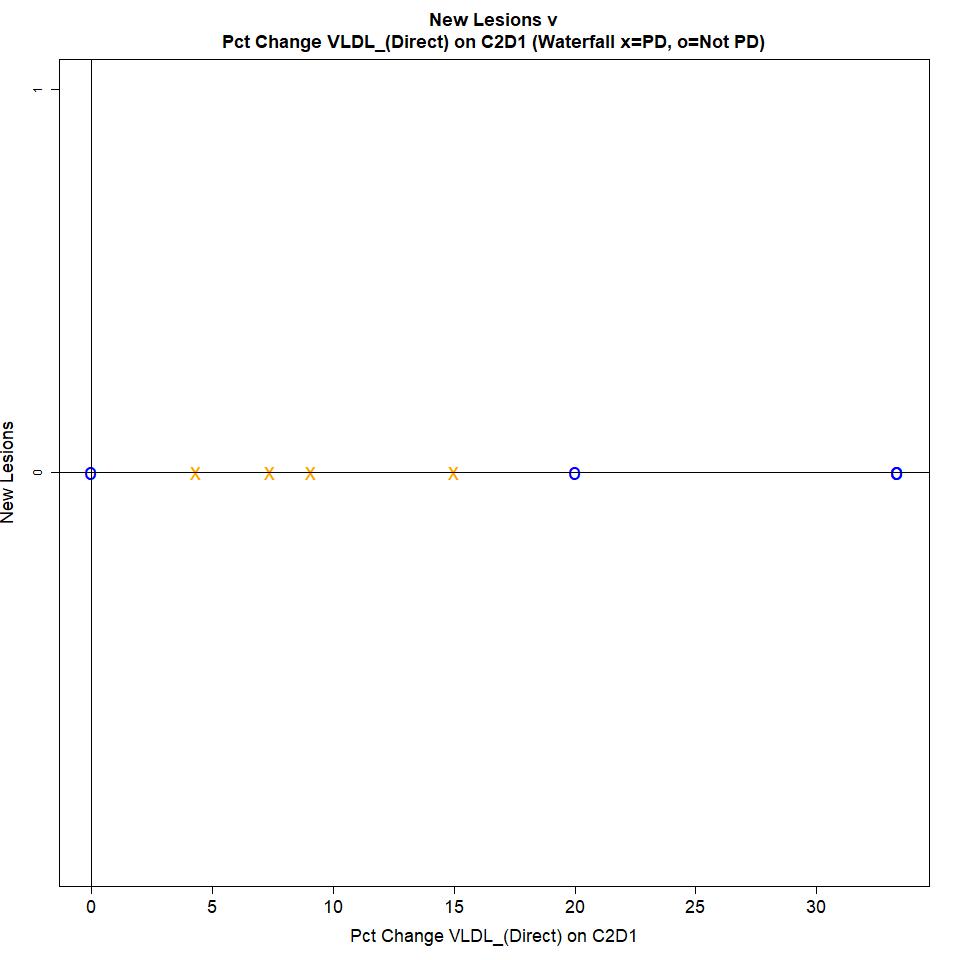 New Lesions v
Pct Change VLDL_(Direct) on C2D1 (Waterfall x=PD, o=Not PD)
1
New Lesions
0
o x x x x o o
0 5 10 15 20 25 30
Pct Change VLDL_(Direct) on C2D1